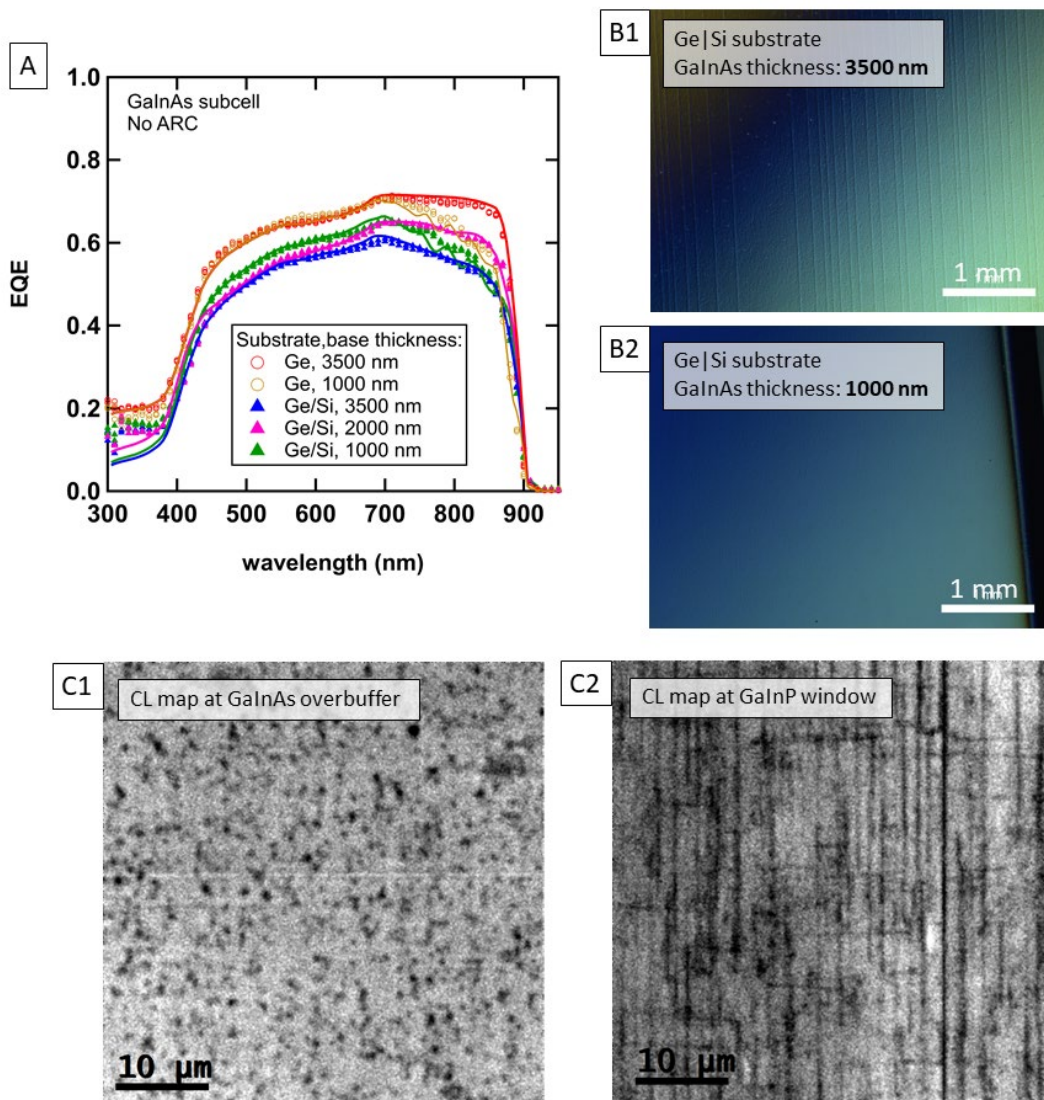 A
1.0
0.8
0.6
0.4
0.2
0.0
EQE
GaInAs subcell
No ARC
Substrate,base thickness:
Ge, 3500 nm
Ge, 1000 nm
Ge/Si, 3500 nm
Ge/Si, 2000 nm
Ge/Si, 1000 nm
300 400 500 600 700 800 900
wavelength (nm)
B1
Ge|Si substrate
GaInAs thickness: 3500 nm
1 mm
B2
Ge|Si substrate
GaInAs thickness: 1000 nm
1 mm
C1
CL map at GaInAs overbuffer
10 µm
C2
CL map at GaInP window
10 µm